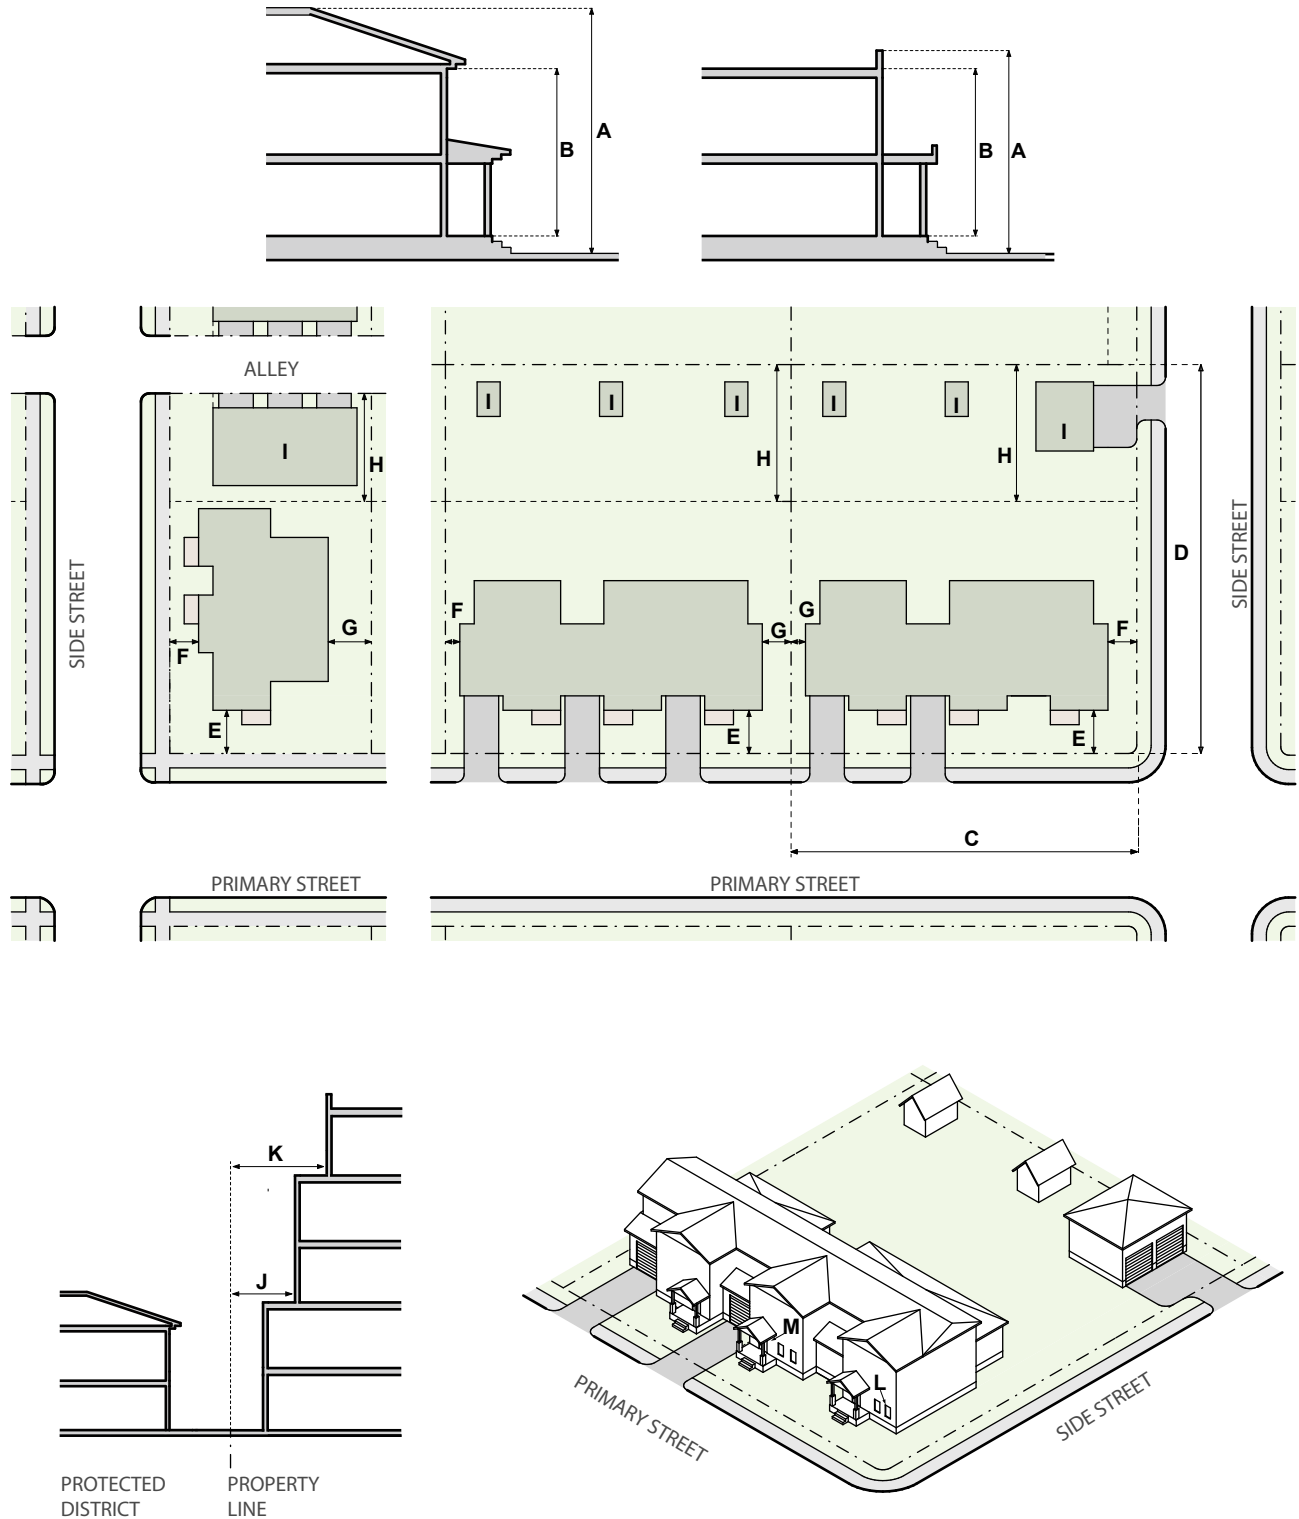 A
B
B
A
ALLEY
I
H
I
I
I
I
I
I
H
H
D
SIDE STREET
SIDE STREET
F
G
E
F
G
G
F
E
E
C
PRIMARY STREET
PRIMARY STREET
K
J
PROTECTED
DISTRICT
PROPERTY
LINE
M
L
PRIMARY STREET
SIDE STREET